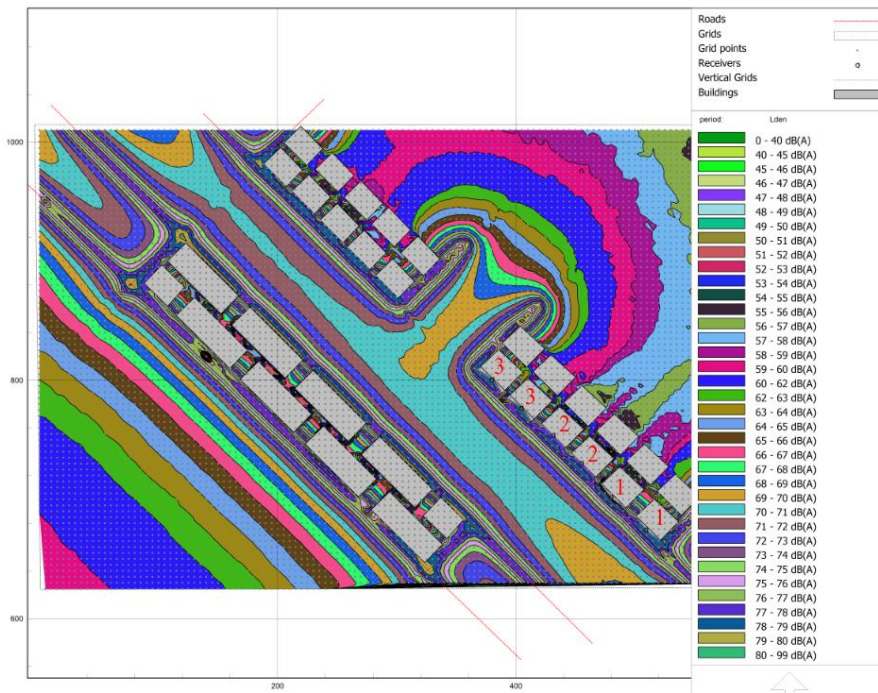 Roads
Grids
Grid points
Receivers
Vertical Grids
Buildings
period: Lden
0 - 40 dB(A)
40 - 45 dB(A)
45 - 46 dB(A)
46 - 47 dB(A)
47 - 48 dB(A)
48 - 49 dB(A)
49 - 50 dB(A)
50 - 51 dB(A)
51 - 52 dB(A)
52 - 53 dB(A)
53 - 54 dB(A)
54 - 55 dB(A)
55 - 56 dB(A)
56 - 57 dB(A)
57 - 58 dB(A)
58 - 59 dB(A)
59 - 60 dB(A)
60 - 62 dB(A)
62 - 63 dB(A)
63 - 64 dB(A)
64 - 65 dB(A)
65 - 66 dB(A)
66 - 67 dB(A)
67 - 68 dB(A)
68 - 69 dB(A)
69 - 70 dB(A)
70 - 71 dB(A)
71 - 72 dB(A)
72 - 73 dB(A)
73 - 74 dB(A)
74 - 75 dB(A)
75 - 76 dB(A)
76 - 77 dB(A)
77 - 78 dB(A)
78 - 79 dB(A)
79 - 80 dB(A)
80 - 99 dB(A)
1000
800
600
200 400
3
3
2
2
1
1